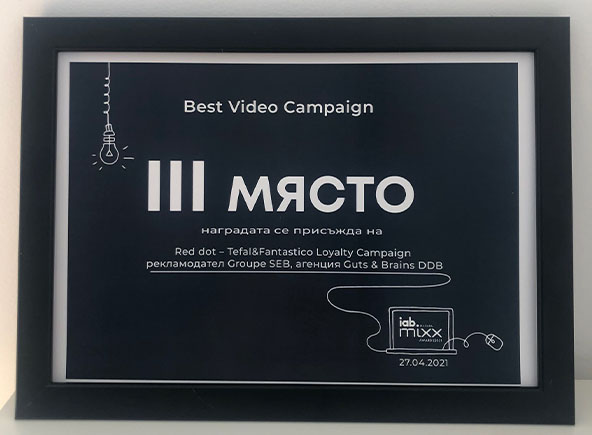 Best Video Campaign
III МЯСТО
наградата се присъжда на
Red dot – Tefal&Fantastico Loyalty Campaign
рекламодател Groupe SEB, агенция Guts & Brains DDB
iab.
mixx
27.04.2021